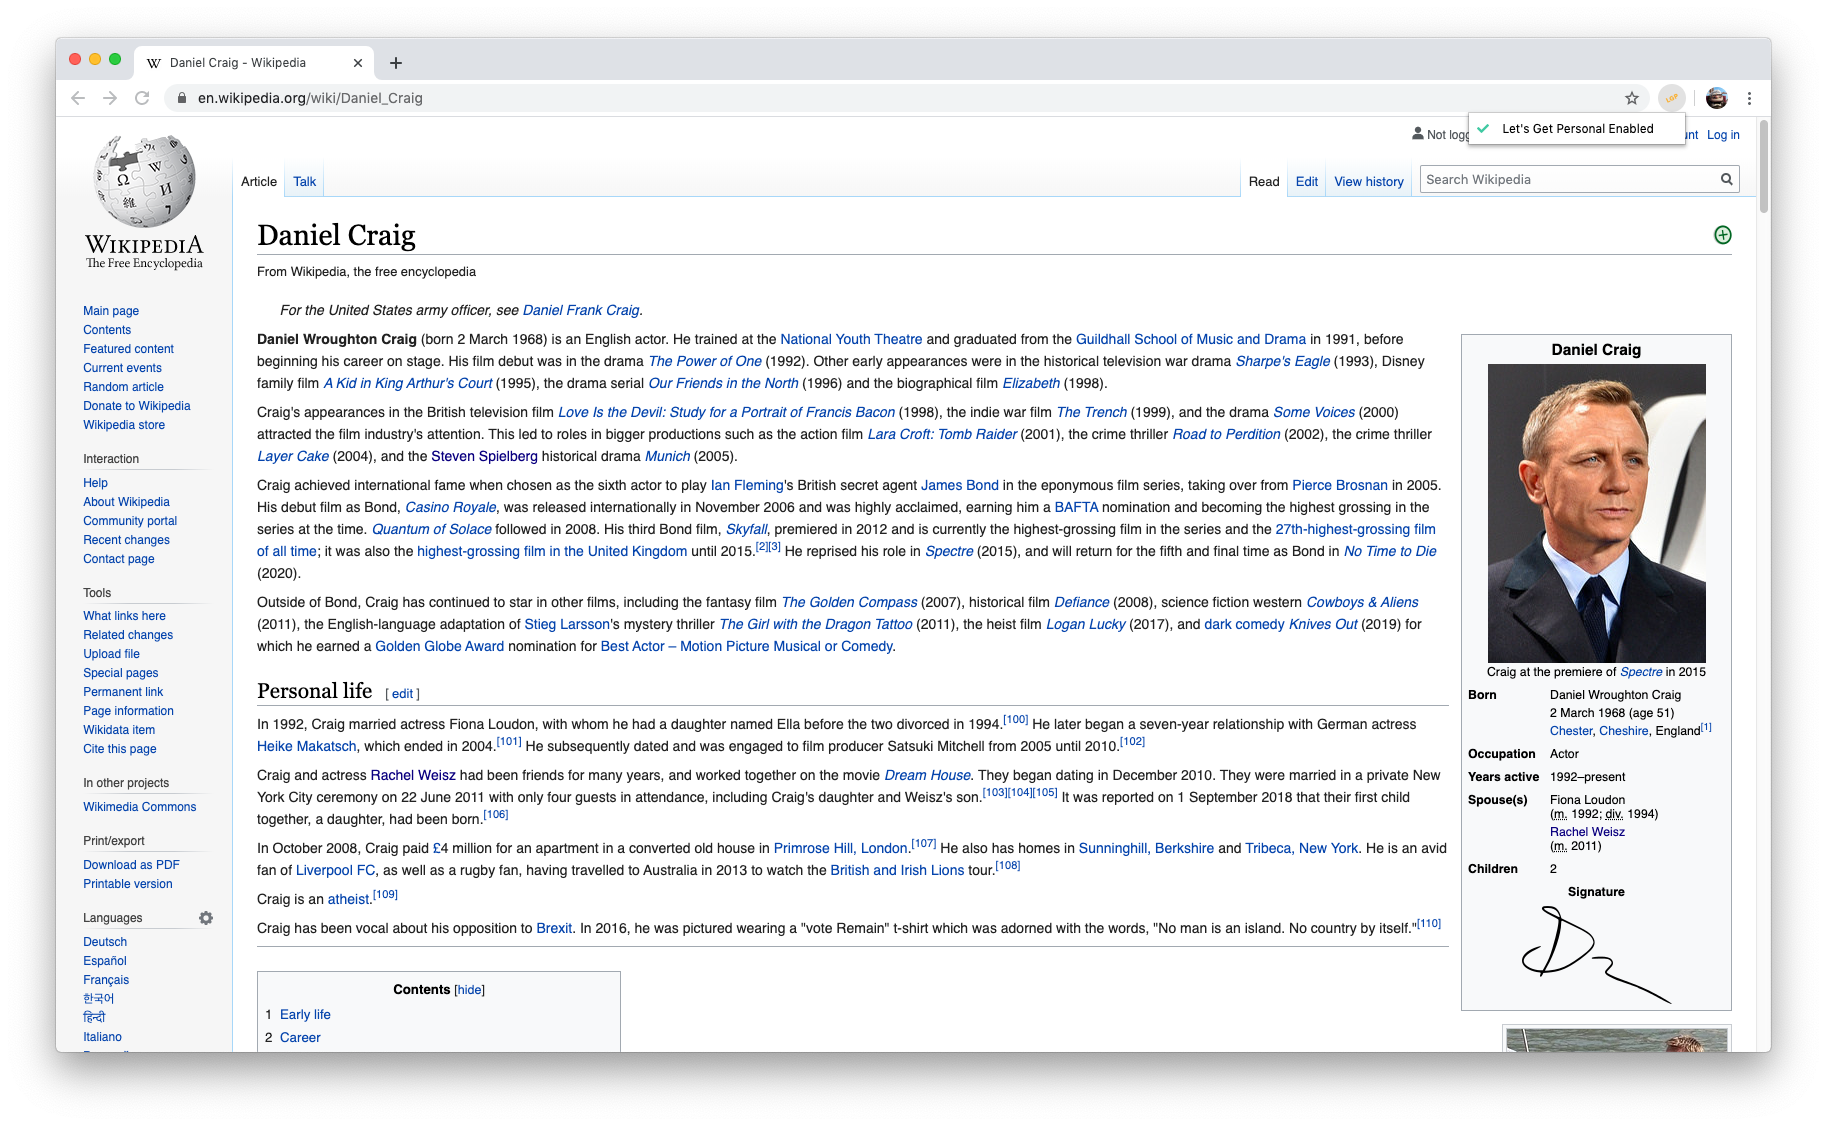 Daniel Craig - Wikipedia
en.wikipedia.org/wiki/Daniel_Craig
LGP
Let's Get Personal Enabled
Not logg
unt Log in
WIKIPEDIA
The Free Encyclopedia
Article Talk
Read Edit View history
Search Wikipedia
Main page
Contents
Featured content
Current events
Random article
Donate to Wikipedia
Wikipedia store
Interaction
Help
About Wikipedia
Community portal
Recent changes
Contact page
Tools
What links here
Related changes
Upload file
Special pages
Permanent link
Page information
Wikidata item
Cite this page
In other projects
Wikimedia Commons
Print/export
Download as PDF
Printable version
Languages
Deutsch
Español
Français
한국어
हिन्दी
Italiano
Daniel Craig
From Wikipedia, the free encyclopedia
For the United States army officer, see Daniel Frank Craig.
Daniel Wroughton Craig (born 2 March 1968) is an English actor. He trained at the National Youth Theatre and graduated from the Guildhall School of Music and Drama in 1991, before
beginning his career on stage. His film debut was in the drama The Power of One (1992). Other early appearances were in the historical television war drama Sharpe's Eagle (1993), Disney
family film A Kid in King Arthur's Court (1995), the drama serial Our Friends in the North (1996) and the biographical film Elizabeth (1998).
Craig's appearances in the British television film Love Is the Devil: Study for a Portrait of Francis Bacon (1998), the indie war film The Trench (1999), and the drama Some Voices (2000)
attracted the film industry's attention. This led to roles in bigger productions such as the action film Lara Croft: Tomb Raider (2001), the crime thriller Road to Perdition (2002), the crime thriller
Layer Cake (2004), and the Steven Spielberg historical drama Munich (2005).
Craig achieved international fame when chosen as the sixth actor to play Ian Fleming's British secret agent James Bond in the eponymous film series, taking over from Pierce Brosnan in 2005.
His debut film as Bond, Casino Royale, was released internationally in November 2006 and was highly acclaimed, earning him a BAFTA nomination and becoming the highest grossing in the
series at the time. Quantum of Solace followed in 2008. His third Bond film, Skyfall, premiered in 2012 and is currently the highest-grossing film in the series and the 27th-highest-grossing film
of all time; it was also the highest-grossing film in the United Kingdom until 2015.[2][3] He reprised his role in Spectre (2015), and will return for the fifth and final time as Bond in No Time to Die
(2020).
Outside of Bond, Craig has continued to star in other films, including the fantasy film The Golden Compass (2007), historical film Defiance (2008), science fiction western Cowboys & Aliens
(2011), the English-language adaptation of Stieg Larsson's mystery thriller The Girl with the Dragon Tattoo (2011), the heist film Logan Lucky (2017), and dark comedy Knives Out (2019) for
which he earned a Golden Globe Award nomination for Best Actor – Motion Picture Musical or Comedy.
Personal life [ edit ]
In 1992, Craig married actress Fiona Loudon, with whom he had a daughter named Ella before the two divorced in 1994.[100] He later began a seven-year relationship with German actress
Heike Makatsch, which ended in 2004.[101] He subsequently dated and was engaged to film producer Satsuki Mitchell from 2005 until 2010.[102]
Craig and actress Rachel Weisz had been friends for many years, and worked together on the movie Dream House. They began dating in December 2010. They were married in a private New
York City ceremony on 22 June 2011 with only four guests in attendance, including Craig's daughter and Weisz's son.[103][104][105] It was reported on 1 September 2018 that their first child
together, a daughter, had been born.[106]
In October 2008, Craig paid £4 million for an apartment in a converted old house in Primrose Hill, London.[107] He also has homes in Sunninghill, Berkshire and Tribeca, New York. He is an avid
fan of Liverpool FC, as well as a rugby fan, having travelled to Australia in 2013 to watch the British and Irish Lions tour.[108]
Craig is an atheist.[109]
Craig has been vocal about his opposition to Brexit. In 2016, he was pictured wearing a "vote Remain" t-shirt which was adorned with the words, "No man is an island. No country by itself."[110]
Contents [hide]
1 Early life
2 Career
Daniel Craig
Craig at the premiere of Spectre in 2015
Born Daniel Wroughton Craig
2 March 1968 (age 51)
Chester, Cheshire, England[1]
Occupation Actor
Years active 1992–present
Spouse(s) Fiona Loudon
(m. 1992; div. 1994)
Rachel Weisz
(m. 2011)
Children 2
Signature